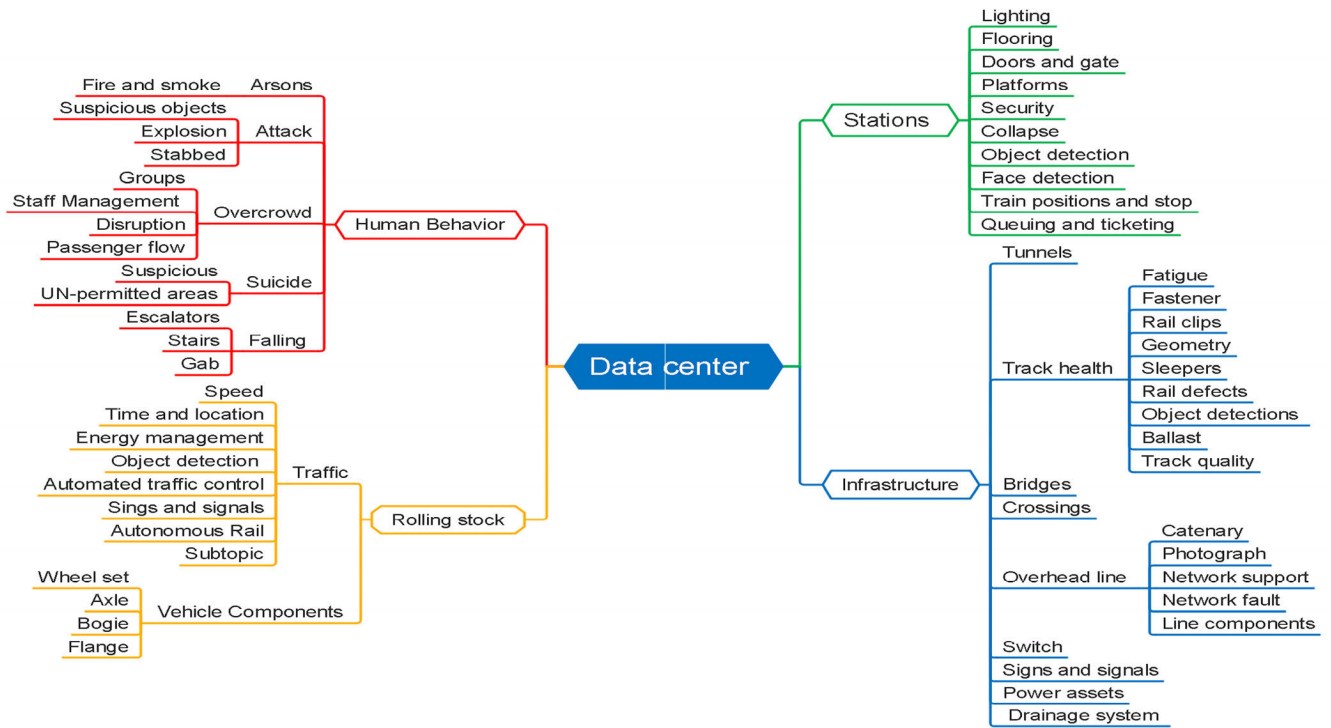 Data center
Human Behavior
Arsons
Fire and smoke
Attack
Suspicious objects
Explosion
Stabbed
Overcrowd
Groups
Staff Management
Disruption
Passenger flow
Suicide
Suspicious
UN-permitted areas
Falling
Escalators
Stairs
Gab
Rolling stock
Traffic
Speed
Time and location
Energy management
Object detection
Automated traffic control
Sings and signals
Autonomous Rail
Subtopic
Vehicle Components
Wheel set
Axle
Bogie
Flange
Stations
Lighting
Flooring
Doors and gate
Platforms
Security
Collapse
Object detection
Face detection
Train positions and stop
Queuing and ticketing
Infrastructure
Tunnels
Track health
Fatigue
Fastener
Rail clips
Geometry
Sleepers
Rail defects
Object detections
Ballast
Track quality
Bridges
Crossings
Overhead line
Catenary
Photograph
Network support
Network fault
Line components
Switch
Signs and signals
Power assets
Drainage system